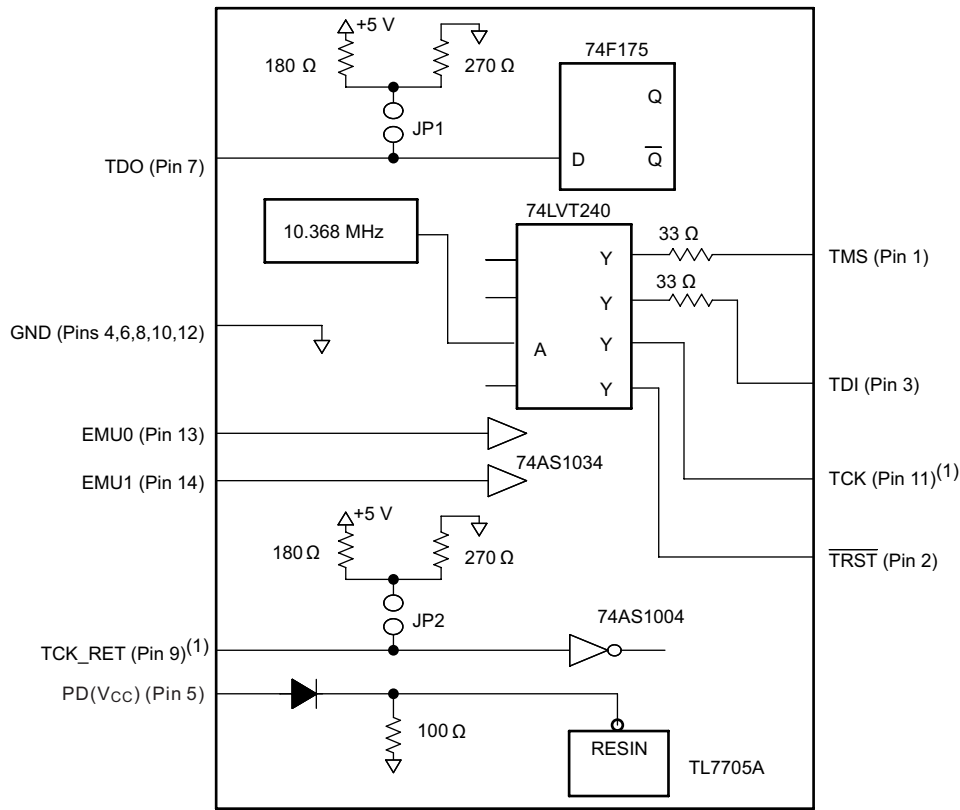 +5 V
180 Ω
270 Ω
74F175
Q
JP1
D
Q̅
TDO (Pin 7)
74LVT240
10.368 MHz
33 Ω
Y
TMS (Pin 1)
33 Ω
Y
GND (Pins 4,6,8,10,12)
A
Y
Y
TDI (Pin 3)
EMU0 (Pin 13)
74AS1034
EMU1 (Pin 14)
TCK (Pin 11)(1)
+5 V
180 Ω
270 Ω
T̅R̅S̅T̅ (Pin 2)
JP2
74AS1004
TCK_RET (Pin 9)(1)
PD(VCC) (Pin 5)
100 Ω
RESIN
TL7705A